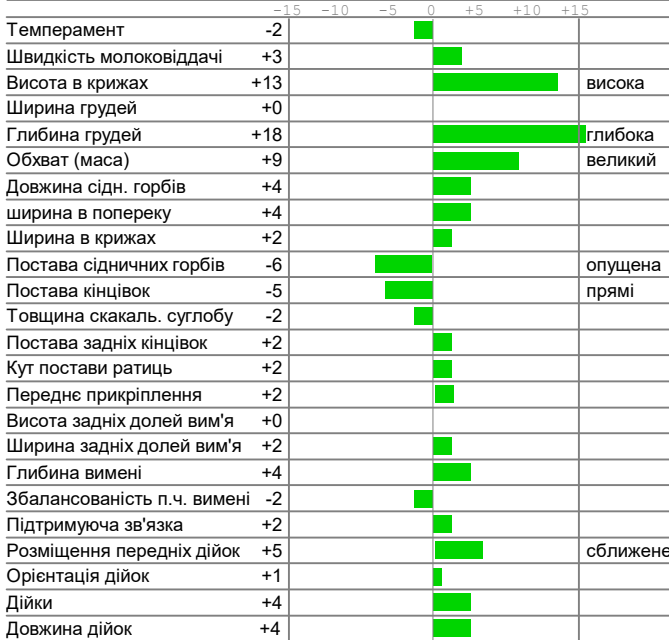 -15 -10 -5 0 +5 +10 +15
Темперамент -2
Швидкість молоковіддачі +3
Висота в крижах +13 висока
Ширина грудей +0
Глибина грудей +18 глибока
Обхват (маса) +9 великий
Довжина сідн. горбів +4
ширина в попереку +4
Ширина в крижах +2
Постава сідничних горбів -6 опущена
Постава кінцівок -5 прямі
Товщина скакаль. суглобу -2
Постава задніх кінцівок +2
Кут постави ратиць +2
Переднє прикріплення +2
Висота задніх долей вим'я +0
Ширина задніх долей вим'я +2
Глибина вимені +4
Збалансованість п.ч. вимені -2
Підтримуюча зв'язка +2
Розміщення передніх дійок +5 сближене
Орієнтація дійок +1
Дійки +4
Довжина дійок +4